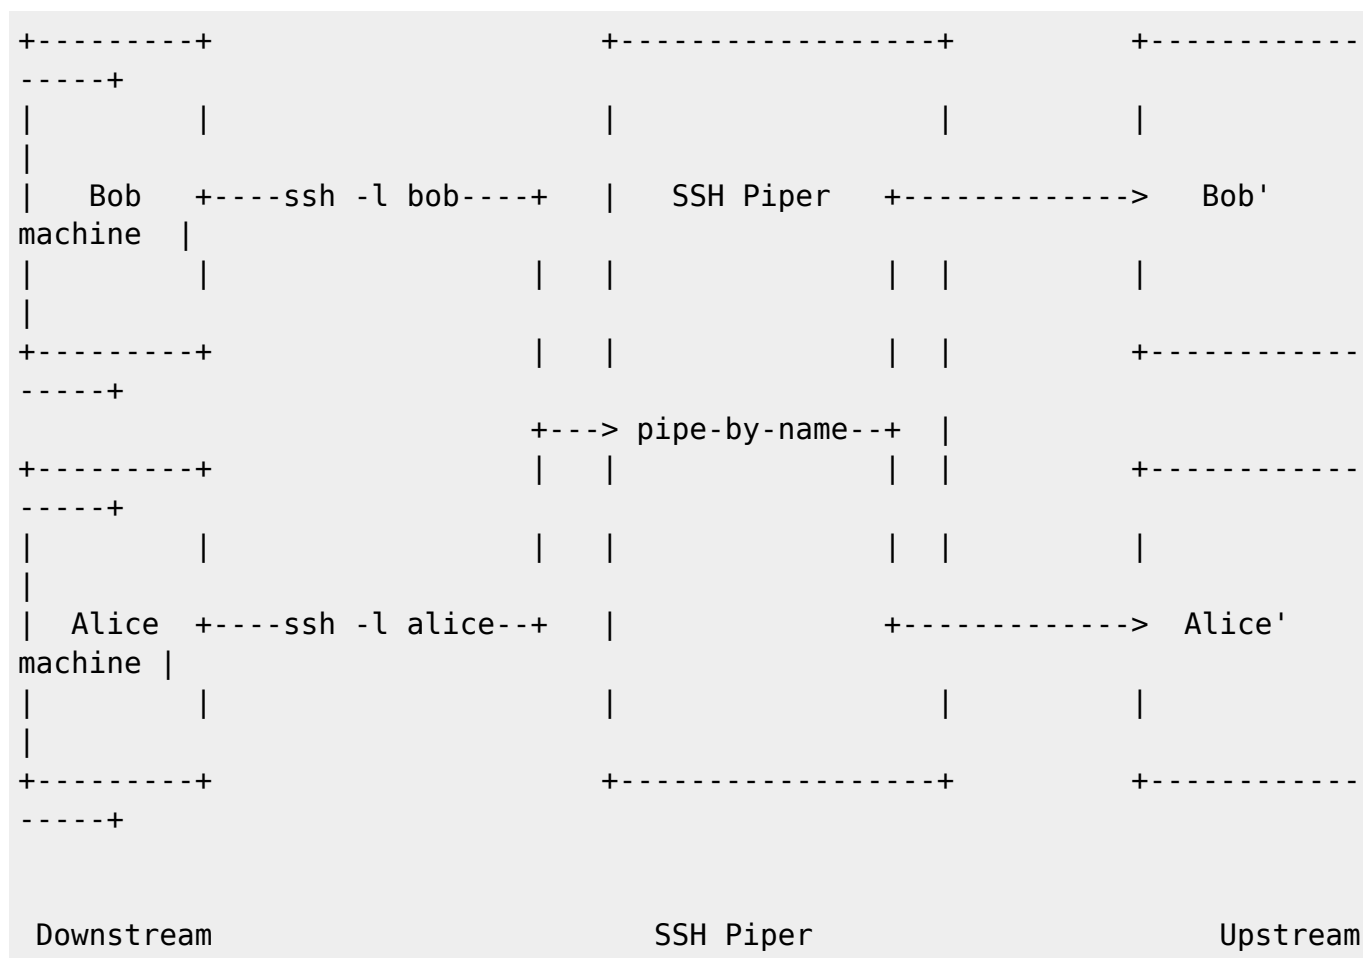 +---------+                      +------------------+          +------------
-----+
|         |                      |                  |          |
|
|   Bob   +----ssh -l bob----+   |   SSH Piper   +------------->   Bob'
machine  |
|         |                  |   |               |  |          |
|
+---------+                  |   |               |  |          +------------
-----+
                             +---> pipe-by-name--+  |
+---------+                  |   |               |  |          +------------
-----+
|         |                  |   |               |  |          |
|
|  Alice  +----ssh -l alice--+   |               +------------->  Alice'
machine |
|         |                      |                  |          |
|
+---------+                      +------------------+          +------------
-----+
 Downstream                         SSH Piper                       Upstream